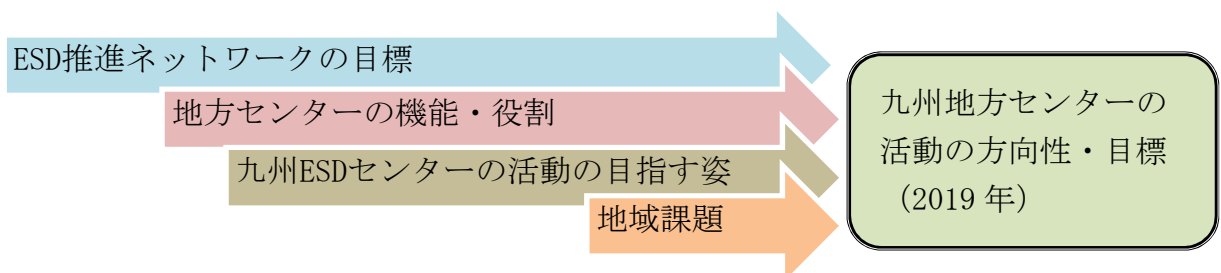 ESD推進ネットワークの目標
地方センターの機能・役割
九州ESDセンターの活動の目指す姿
地域課題
九州地方センターの
活動の方向性・目標
（2019 年）